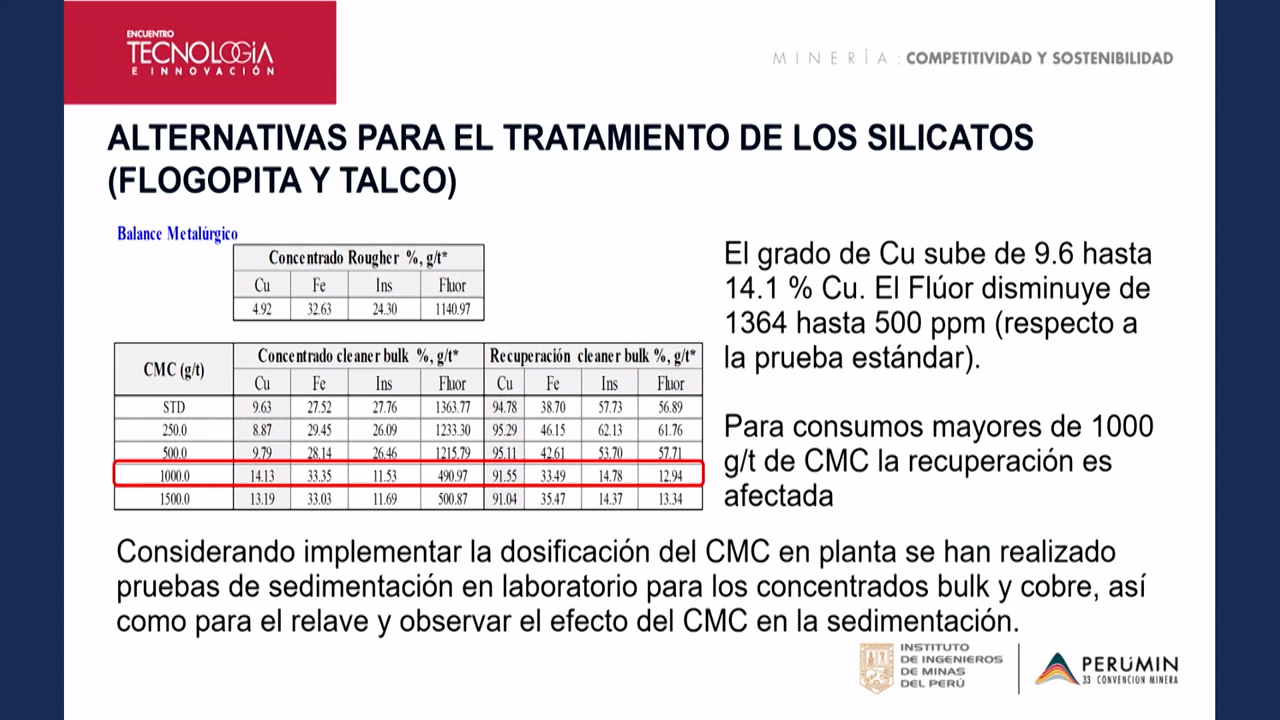 ENCUENTRO
TECNOLOGÍA
E INNOVACIÓN
MINERÍA: COMPETITIVIDAD Y SOSTENIBILIDAD
ALTERNATIVAS PARA EL TRATAMIENTO DE LOS SILICATOS
(FLOGOPITA Y TALCO)
Balance Metalúrgico
Concentrado Rougher %, g/t*
Cu Fe Ins Fluor
4.92 32.63 24.30 1140.97
CMC (g/t) Concentrado cleaner bulk %, g/t* Recuperación cleaner bulk %, g/t*
Cu Fe Ins Fluor Cu Fe Ins Fluor
STD 9.63 27.52 27.76 1363.77 94.78 38.70 57.73 56.89
250.0 8.87 29.45 26.09 1233.30 95.29 46.15 62.13 61.76
500.0 9.79 28.14 26.46 1215.79 95.11 42.61 53.70 57.71
1000.0 14.13 33.35 11.53 490.97 91.55 33.49 14.78 12.94
1500.0 13.19 33.03 11.69 500.87 91.04 35.47 14.37 13.34
El grado de Cu sube de 9.6 hasta
14.1 % Cu. El Flúor disminuye de
1364 hasta 500 ppm (respecto a
la prueba estándar).
Para consumos mayores de 1000
g/t de CMC la recuperación es
afectada
Considerando implementar la dosificación del CMC en planta se han realizado
pruebas de sedimentación en laboratorio para los concentrados bulk y cobre, así
como para el relave y observar el efecto del CMC en la sedimentación.
INSTITUTO
DE INGENIEROS
DE MINAS
DEL PERÚ
PERUMIN
33 CONVENCIÓN MINERA